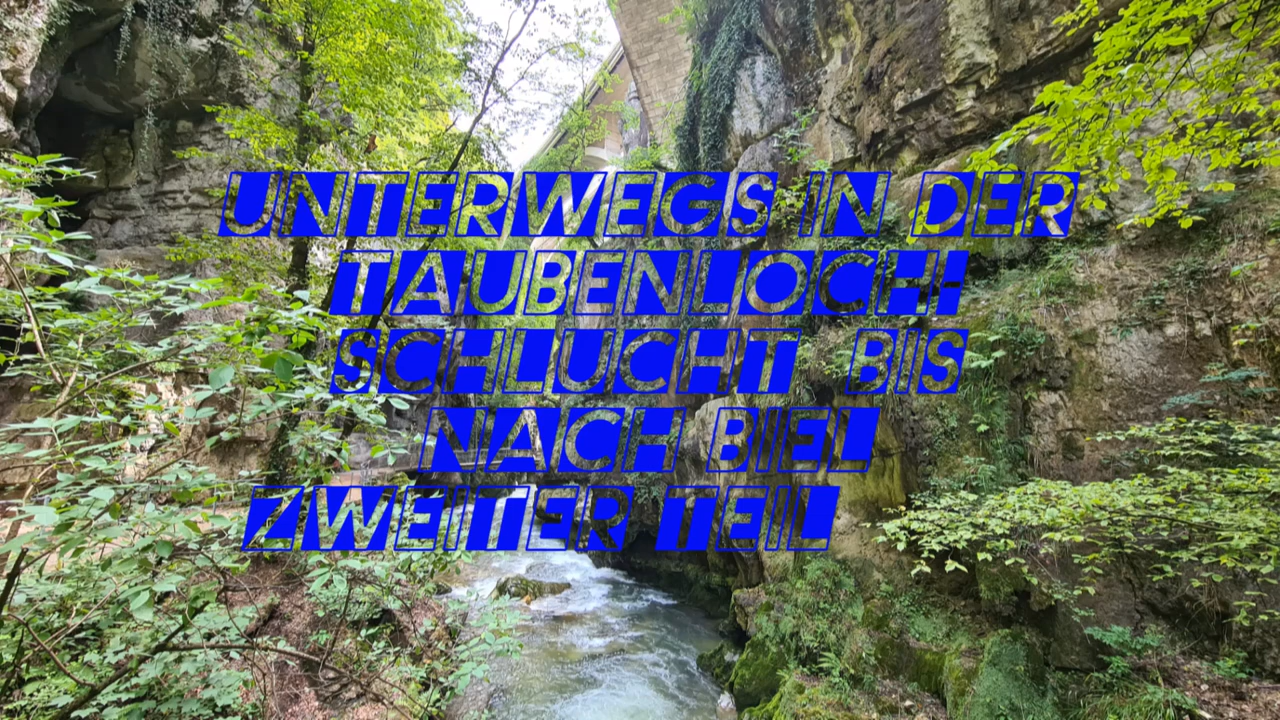 UNTERWEGS IN DER
TAUBENLOCH-
SCHLUCHT BIS
NACH BIEL
ZWEITER TEIL